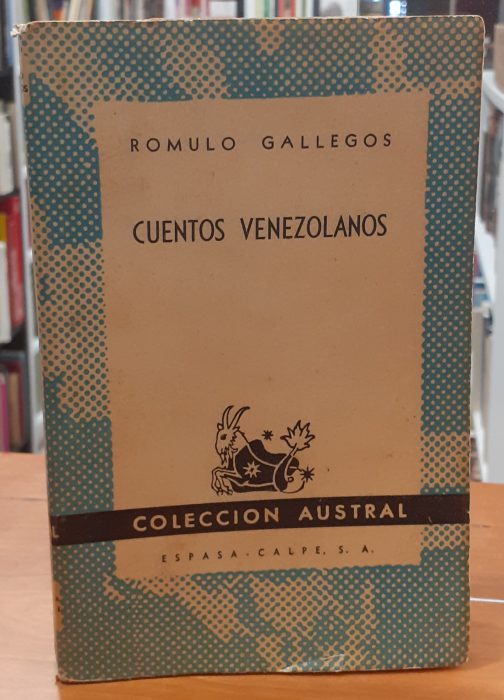 ROMULO GALLEGOS
CUENTOS VENEZOLANOS
COLECCION AUSTRAL
ESPASA-CALPE, S. A.